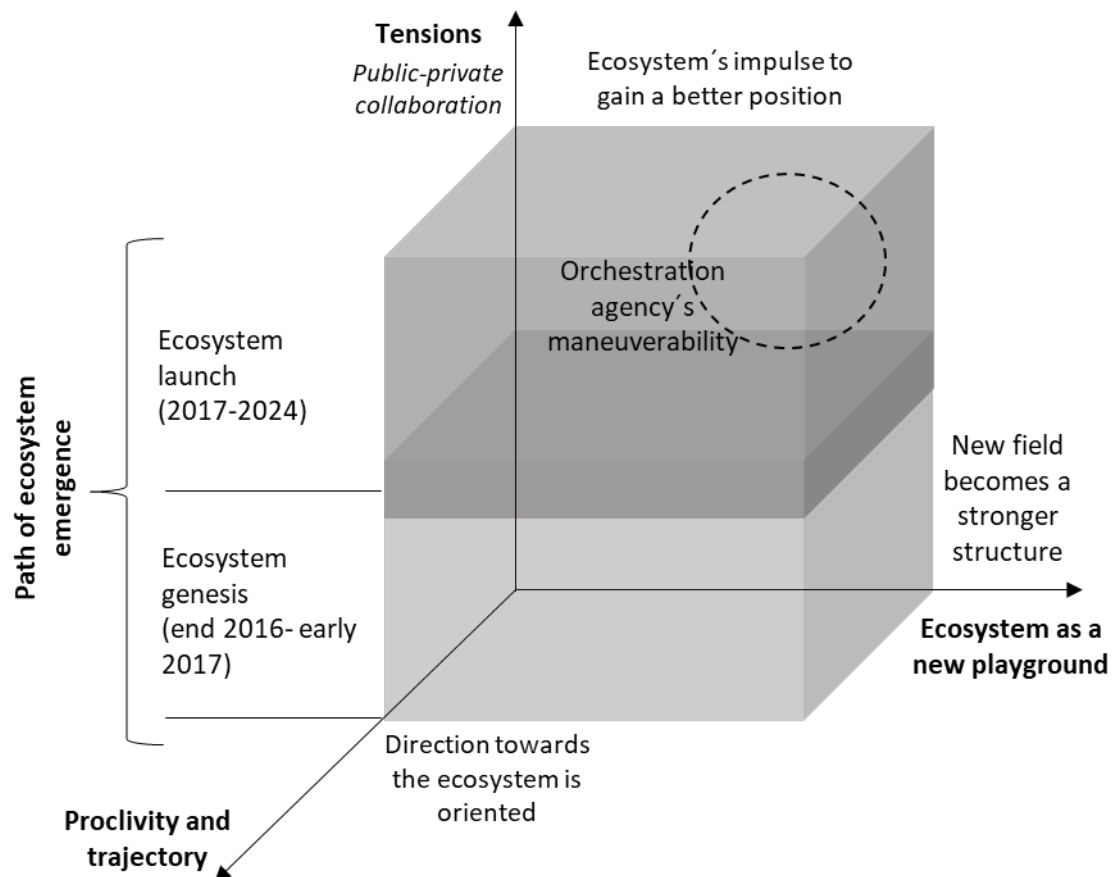 Tensions
Public-private
collaboration
Ecosystem´s impulse to
gain a better position
Orchestration
agency´s
maneuverability
Ecosystem
launch
(2017-2024)
Path of ecosystem
emergence
Ecosystem
genesis
(end 2016- early
2017)
New field
becomes a
stronger
structure
Ecosystem as a
new playground
Direction towards
the ecosystem is
oriented
Proclivity and
trajectory